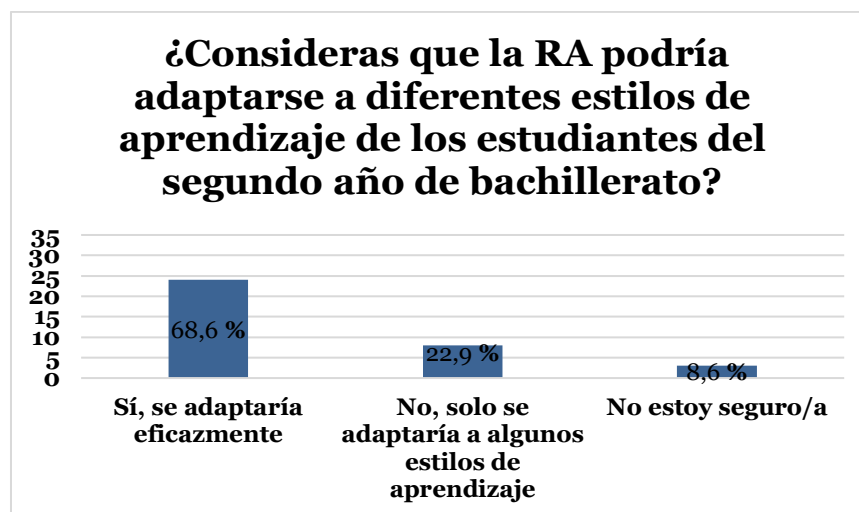 ¿Consideras que la RA podría
adaptarse a diferentes estilos de
aprendizaje de los estudiantes del
segundo año de bachillerato?
35
30
25
20
15
10
5
0
68,6 %
22,9 %
8,6 %
Sí, se adaptaría
eficazmente
No, solo se
adaptaría a algunos
estilos de
aprendizaje
No estoy seguro/a